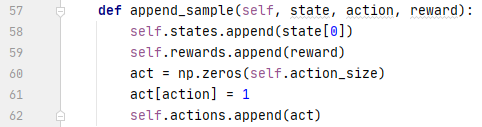 57 def append_sample(self, state, action, reward):
58 self.states.append(state[0])
59 self.rewards.append(reward)
60 act = np.zeros(self.action_size)
61 act[action] = 1
62 self.actions.append(act)